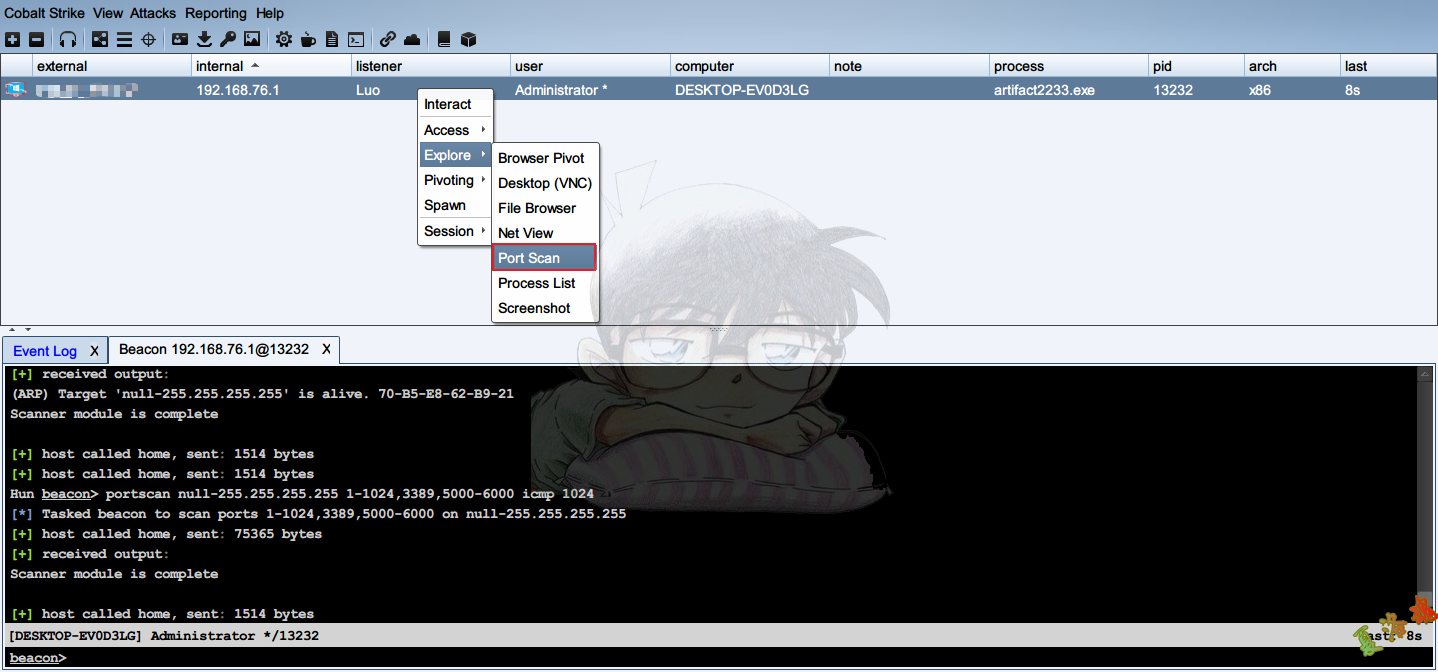 Cobalt Strike View Attacks Reporting Help
external internal listener user computer note process pid arch last
192.168.76.1 Luo Administrator * DESKTOP-EV0D3LG artifact2233.exe 13232 x86 8s
Interact
Access
Explore
Pivoting
Spawn
Session
Browser Pivot
Desktop (VNC)
File Browser
Net View
Port Scan
Process List
Screenshot
Event Log X Beacon 192.168.76.1@13232 X
[+] received output:
(ARP) Target 'null-255.255.255.255' is alive. 70-B5-E8-62-B9-21
Scanner module is complete
[+] host called home, sent: 1514 bytes
[+] host called home, sent: 1514 bytes
Hun beacon> portscan null-255.255.255.255 1-1024,3389,5000-6000 icmp 1024
[*] Tasked beacon to scan ports 1-1024,3389,5000-6000 on null-255.255.255.255
[+] host called home, sent: 75365 bytes
[+] received output:
Scanner module is complete
[+] host called home, sent: 1514 bytes
[DESKTOP-EV0D3LG] Administrator */13232 8s
beacon>